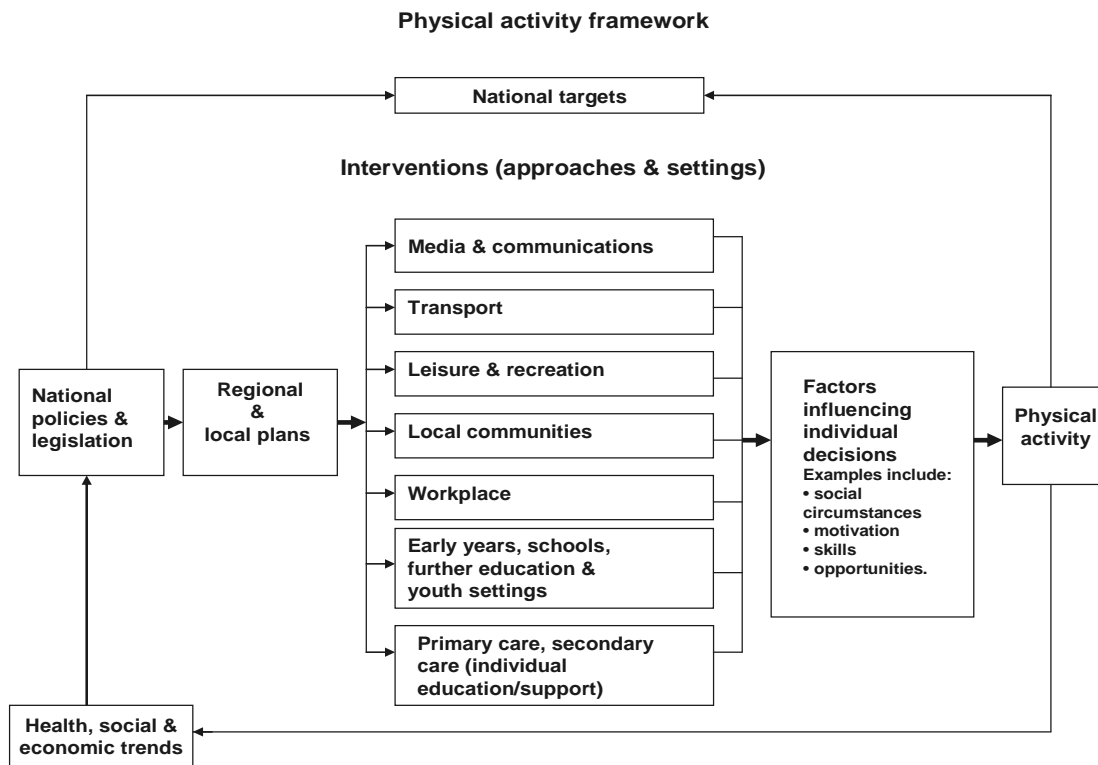 Physical activity framework
National targets
Interventions (approaches & settings)
Media & communications
Transport
Leisure & recreation
Local communities
Workplace
Early years, schools,
further education &
youth settings
Primary care, secondary
care (individual
education/support)
National
policies &
legislation
Regional
&
local plans
Factors
influencing
individual
decisions
Examples include:
• social
circumstances
• motivation
• skills
• opportunities.
Physical
activity
Health, social &
economic trends